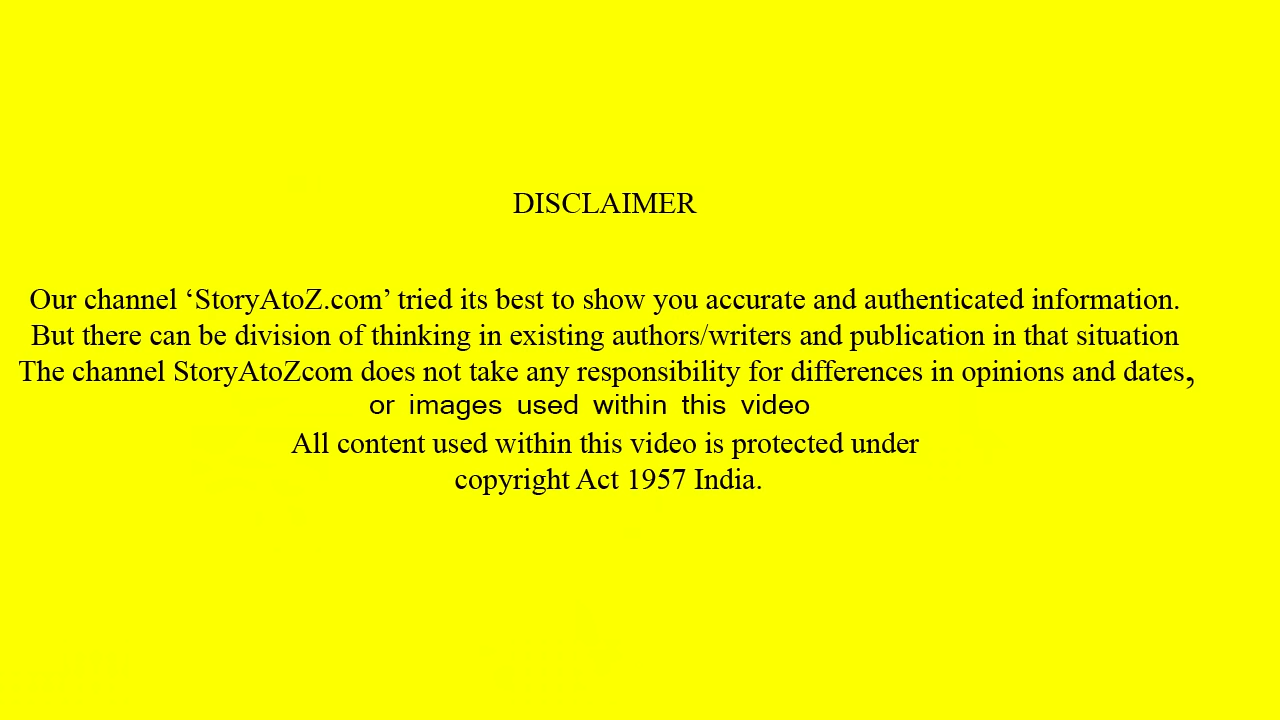 DISCLAIMER
Our channel ‘StoryAtoZ.com’ tried its best to show you accurate and authenticated information.
But there can be division of thinking in existing authors/writers and publication in that situation
The channel StoryAtoZcom does not take any responsibility for differences in opinions and dates,
or images used within this video
All content used within this video is protected under
copyright Act 1957 India.